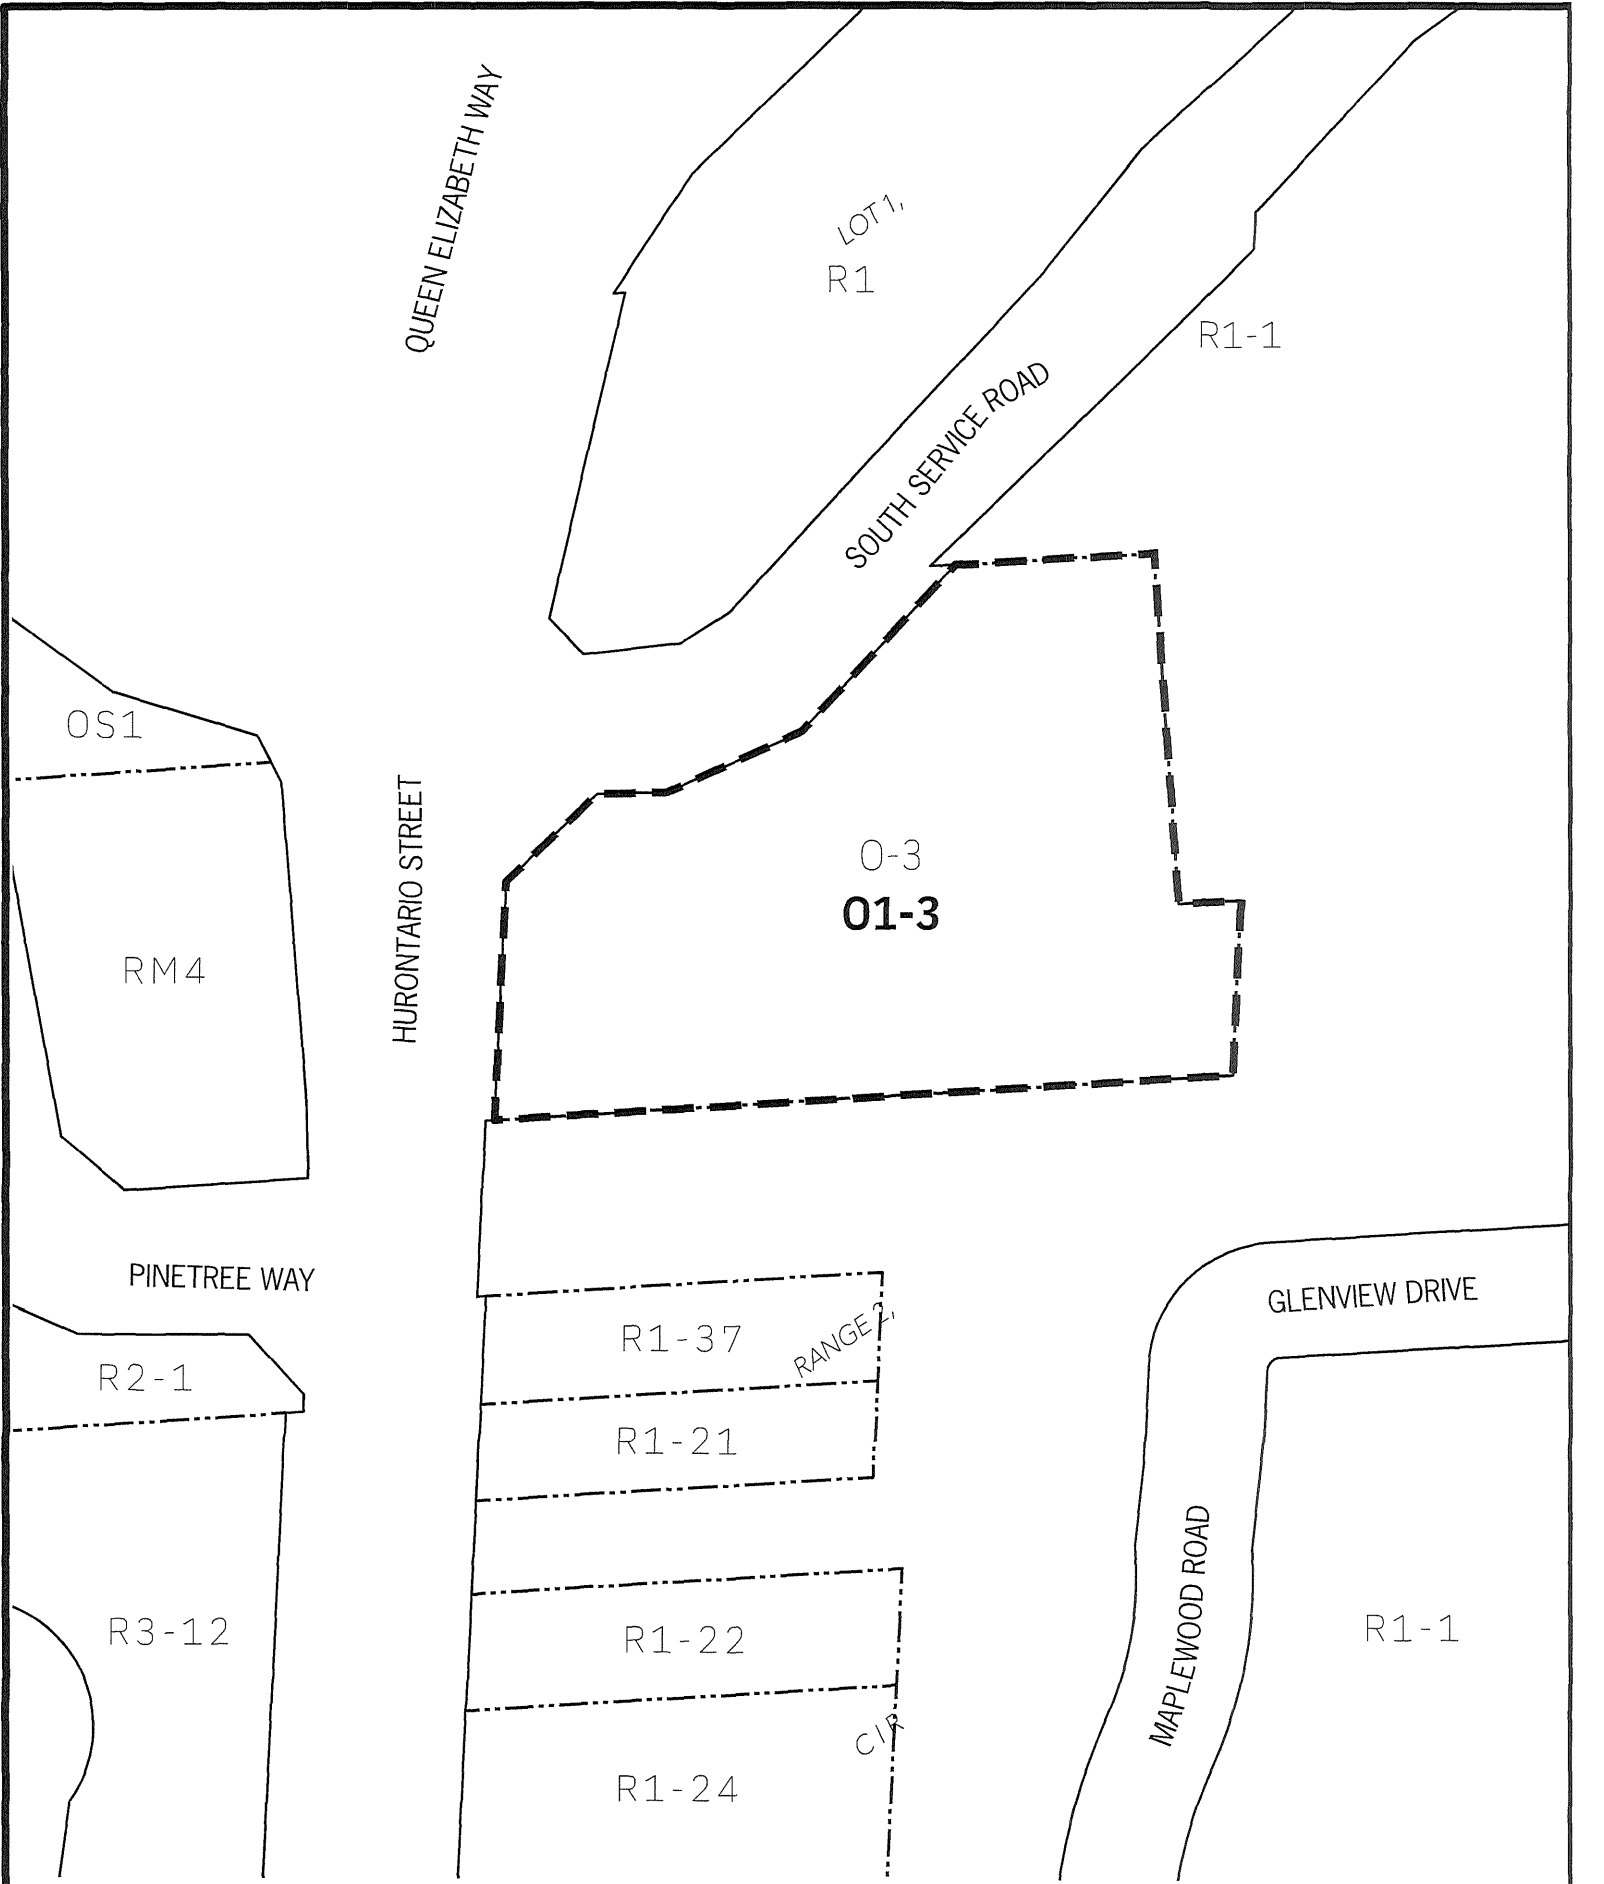 QUEEN ELIZABETH WAY
LOT 1,
R1
R1-1
SOUTH SERVICE ROAD
OS1
HURONTARIO STREET
O-3
O1-3
RM4
PINETREE WAY
GLENVIEW DRIVE
R1-37
RANGE 2,
R2-1
R1-21
MAPLEWOOD ROAD
R3-12
R1-22
R1-1
CIR
R1-24